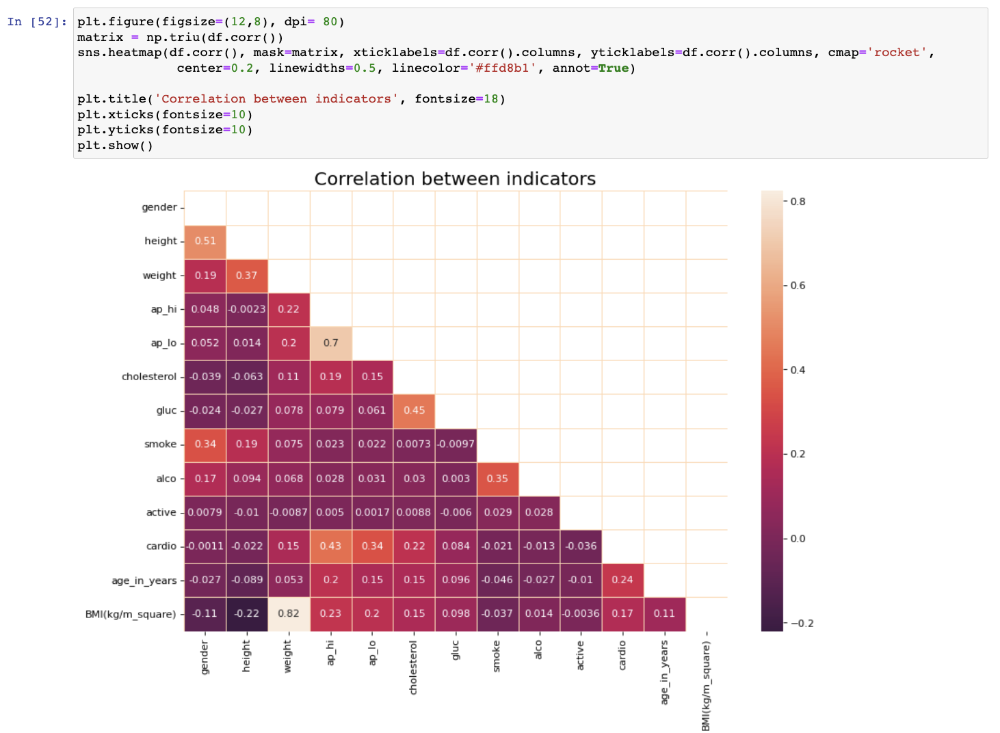 In [52]: plt.figure(figsize=(12,8), dpi= 80)
matrix = np.triu(df.corr())
sns.heatmap(df.corr(), mask=matrix, xticklabels=df.corr().columns, yticklabels=df.corr().columns, cmap='rocket',
center=0.2, linewidths=0.5, linecolor='#ffd8b1', annot=True)
plt.title('Correlation between indicators', fontsize=18)
plt.xticks(fontsize=10)
plt.yticks(fontsize=10)
plt.show()
Correlation between indicators
gender
height 0.51
weight 0.19 0.37
ap_hi 0.048 -0.0023 0.22
ap_lo 0.052 0.014 0.2 0.7
cholesterol -0.039 -0.063 0.11 0.19 0.15
gluc -0.024 -0.027 0.078 0.079 0.061 0.45
smoke 0.34 0.19 0.075 0.023 0.022 0.0073 -0.0097
alco 0.17 0.094 0.068 0.028 0.031 0.03 0.003 0.35
active 0.0079 -0.01 -0.0087 0.005 0.0017 0.0088 -0.006 0.029 0.028
cardio -0.0011 -0.022 0.15 0.43 0.34 0.22 0.084 -0.021 -0.013 -0.036
age_in_years -0.027 -0.089 0.053 0.2 0.15 0.15 0.096 -0.046 -0.027 -0.01 0.24
BMI(kg/m_square) -0.11 -0.22 0.82 0.23 0.2 0.15 0.098 -0.037 0.014 -0.0036 0.17 0.11
gender height weight ap_hi ap_lo cholesterol gluc smoke alco active cardio age_in_years BMI(kg/m_square)
0.8
0.6
0.4
0.2
0.0
−0.2